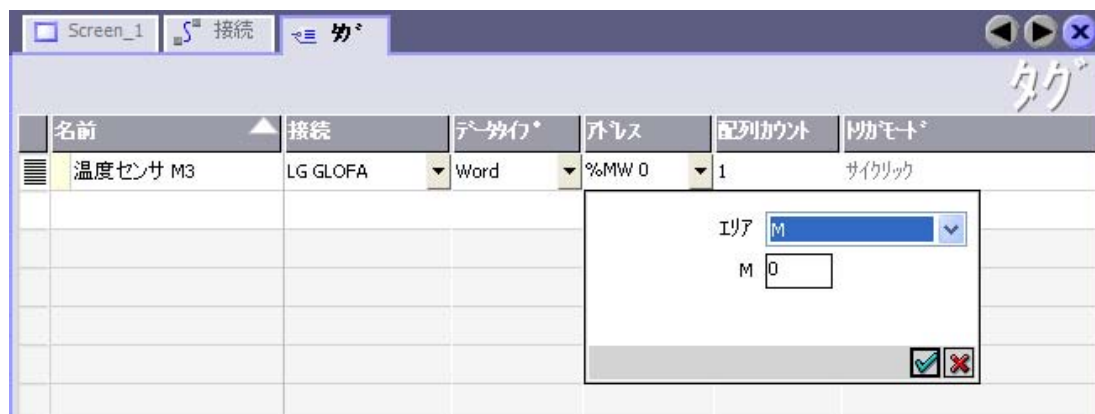 Screen_1 接続 ﾀｸﾞ
タグ
名前 接続 ﾃﾞｰﾀﾀｲﾌﾟ ｱﾄﾞﾚｽ 配列ｶｳﾝﾄ ﾄﾘｶﾞﾓｰﾄﾞ
温度センサ M3 LG GLOFA Word %MW 0 1 ｻｲｸﾘｯｸ
ｴﾘｱ M
M 0